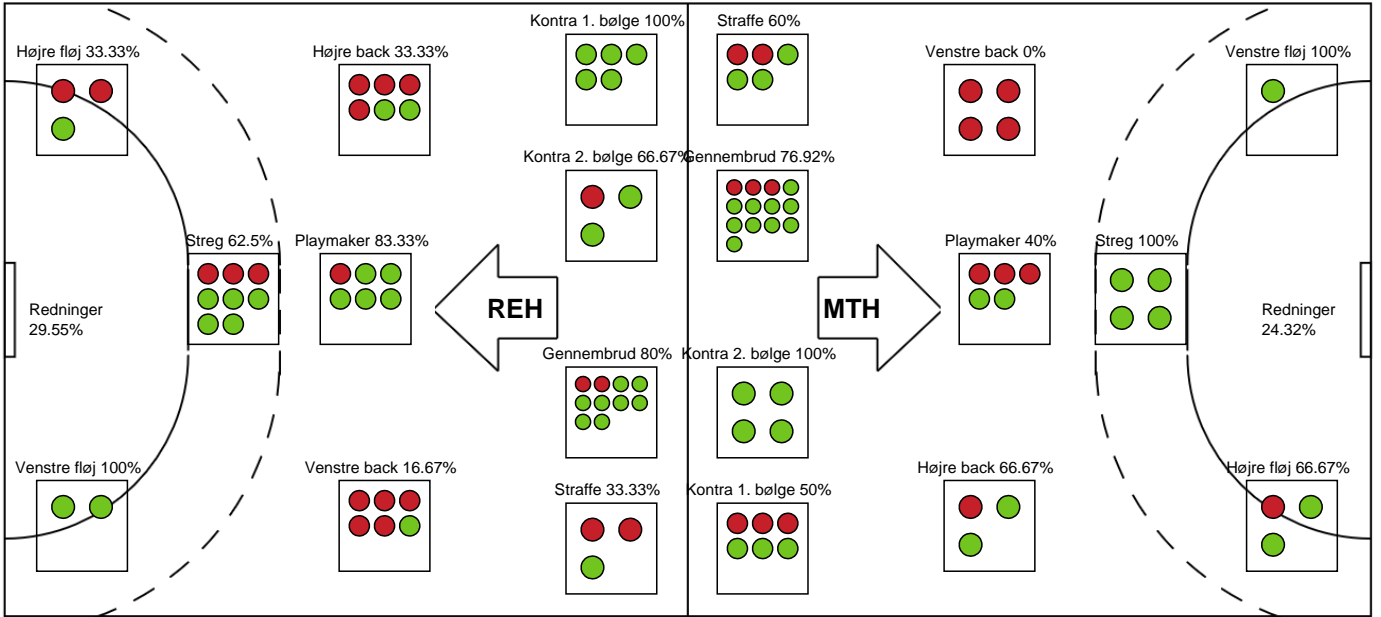 Kontra 1. bølge 100%
Straffe 60%
Højre fløj 33.33%
Højre back 33.33%
Venstre back 0%
Venstre fløj 100%
Kontra 2. bølge 66.67%
Gennembrud 76.92%
Streg 62.5%
Playmaker 83.33%
Playmaker 40%
Streg 100%
Redninger
29.55%
REH
MTH
Redninger
24.32%
Gennembrud 80%
Kontra 2. bølge 100%
Venstre fløj 100%
Venstre back 16.67%
Højre back 66.67%
Højre fløj 66.67%
Straffe 33.33%
Kontra 1. bølge 50%